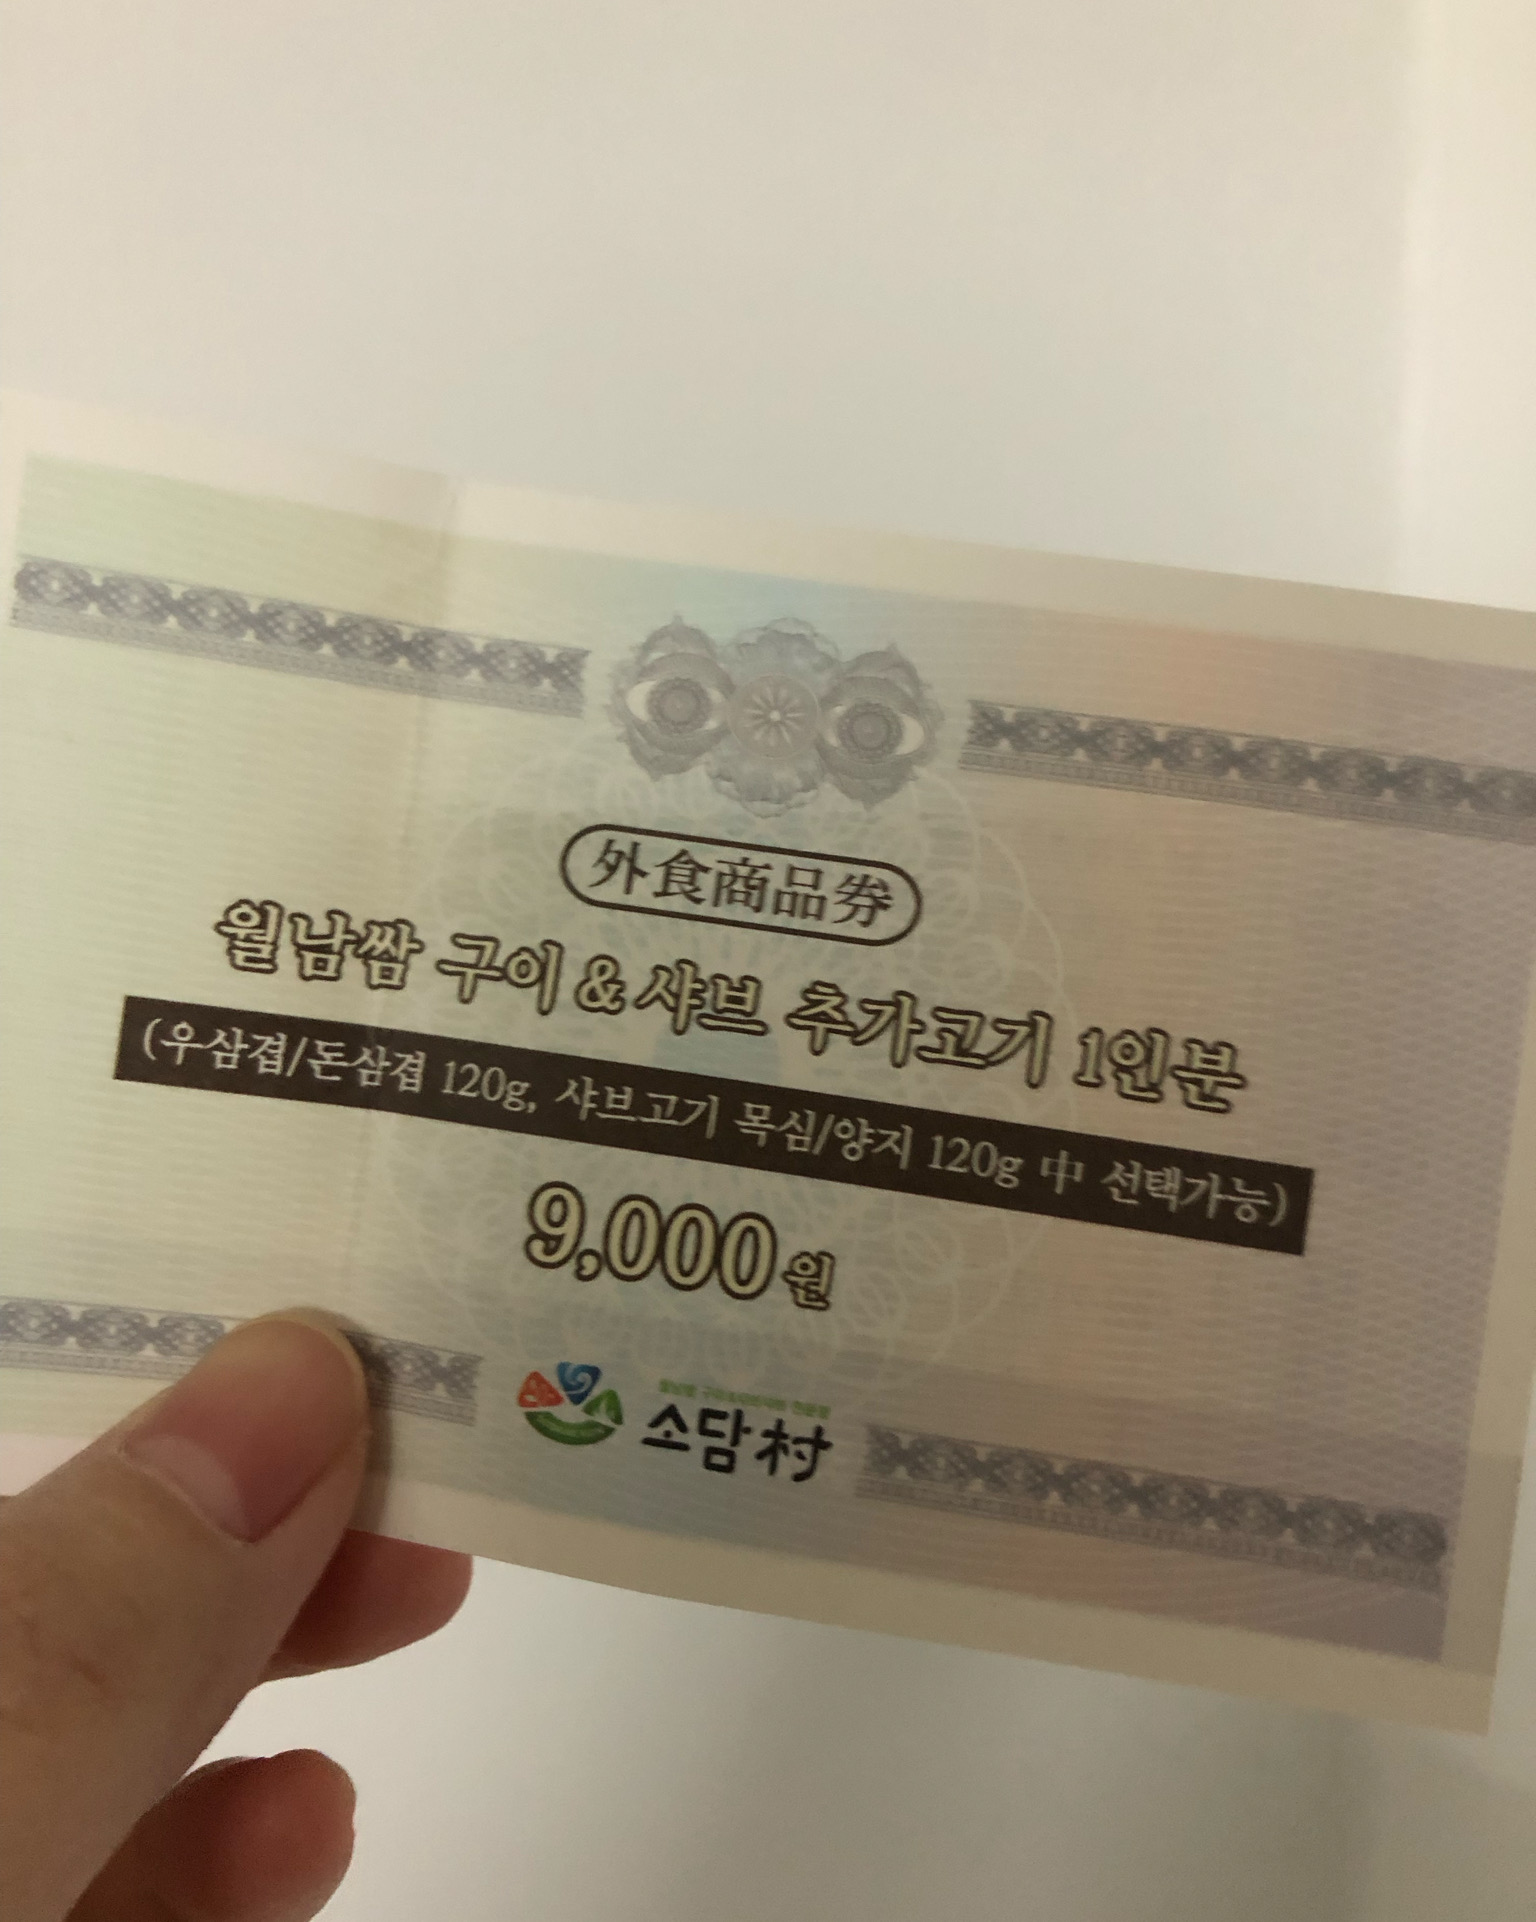 外食商品券
월남쌈 구이 & 샤브 추가고기 1인분
(우삼겹/돈삼겹 120g, 샤브고기 목심/양지 120g 中 선택가능)
9,000원
소담村